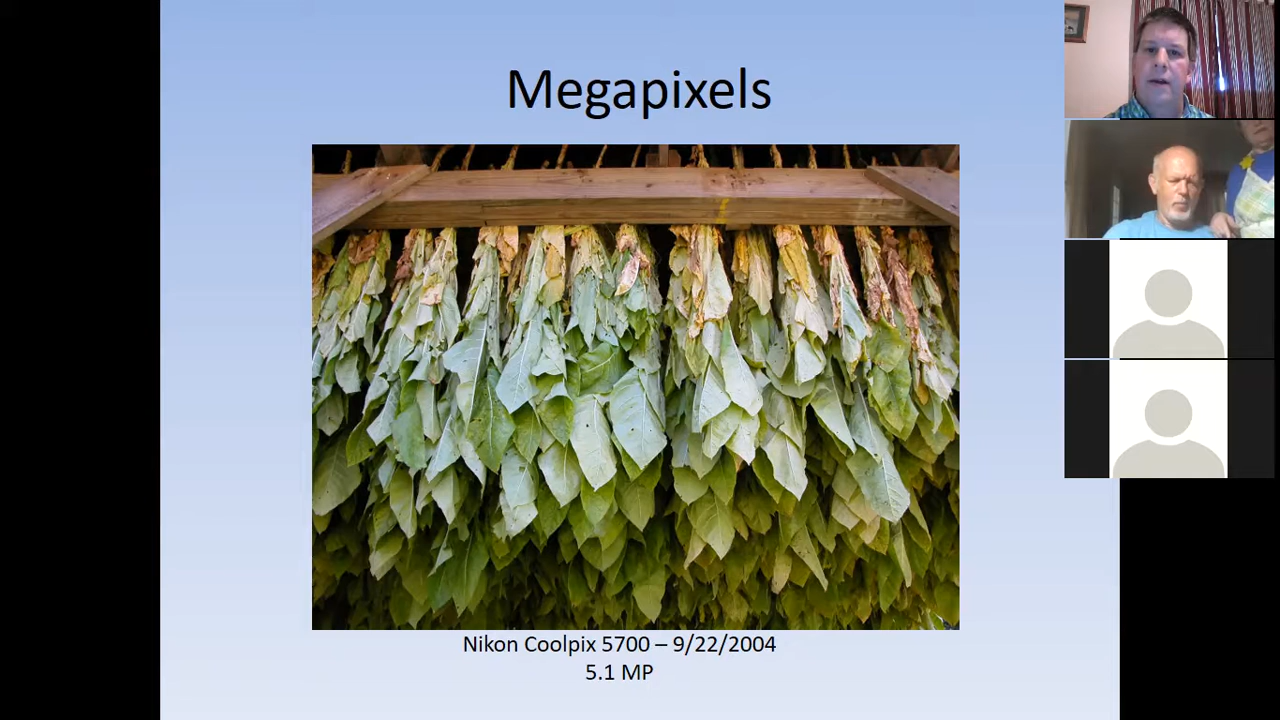 Megapixels
Nikon Coolpix 5700 – 9/22/2004
5.1 MP